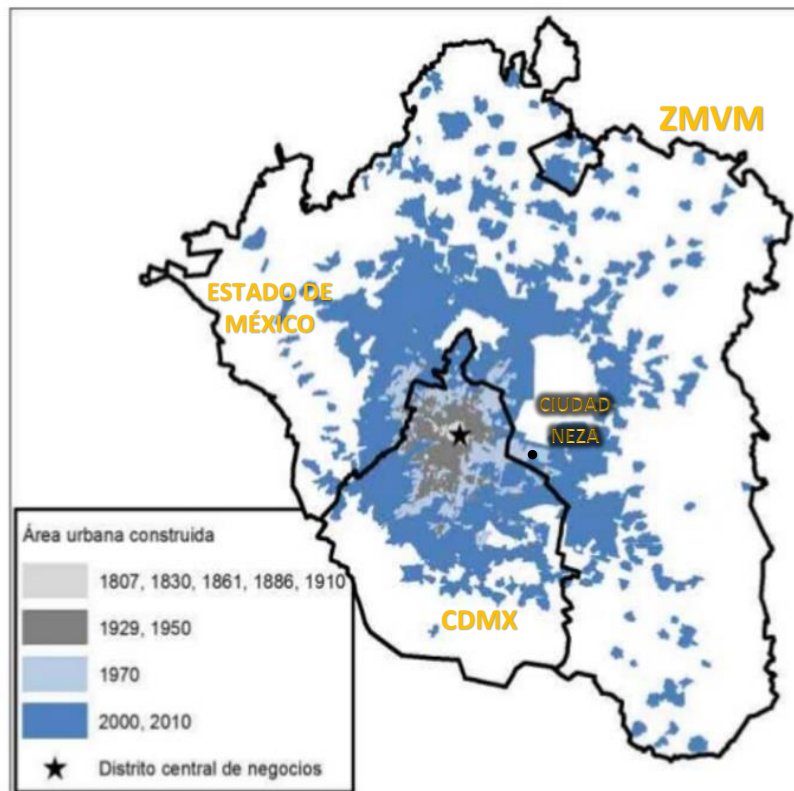 ZMVM
ESTADO DE
MÉXICO
CIUDAD
NEZA
CDMX
Área urbana construida
1807, 1830, 1861, 1886, 1910
1929, 1950
1970
2000, 2010
Distrito central de negocios